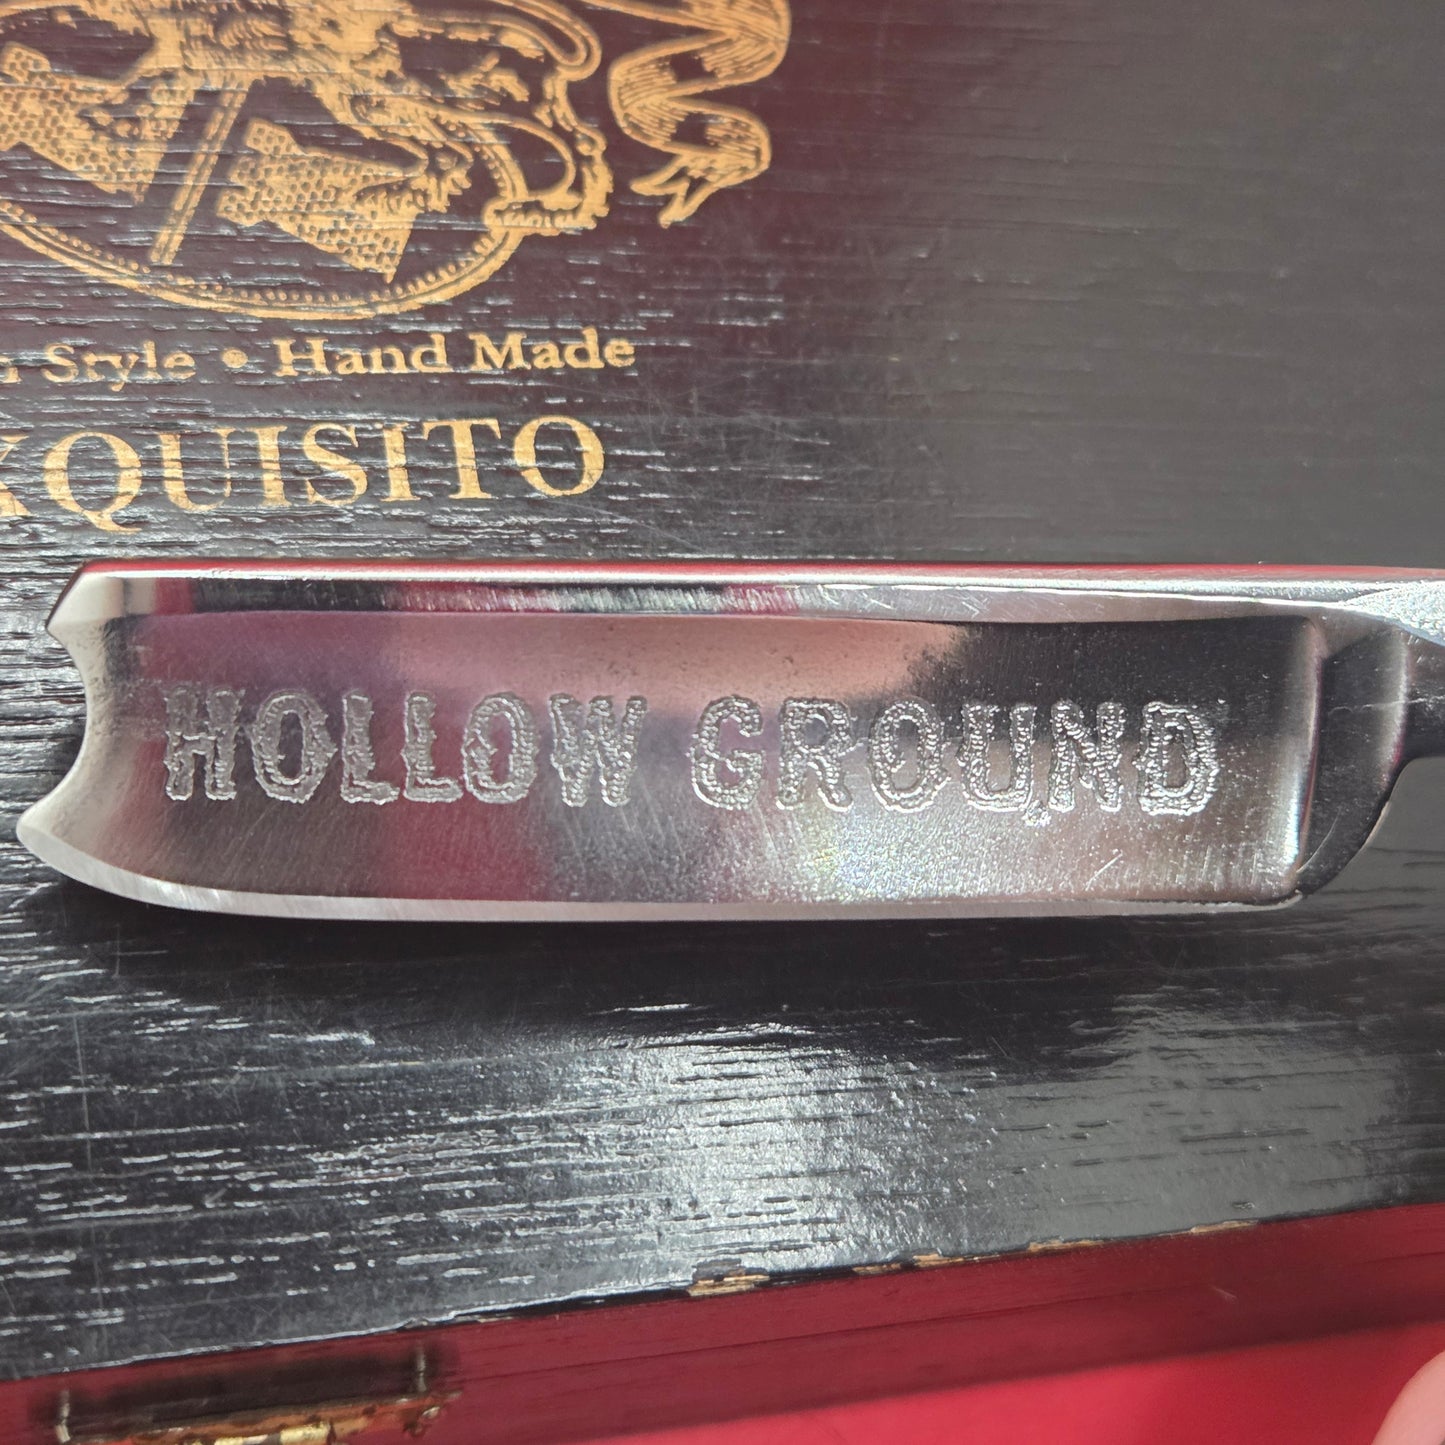 Style • Hand Made
XQUISITO
HOLLOW GROUND